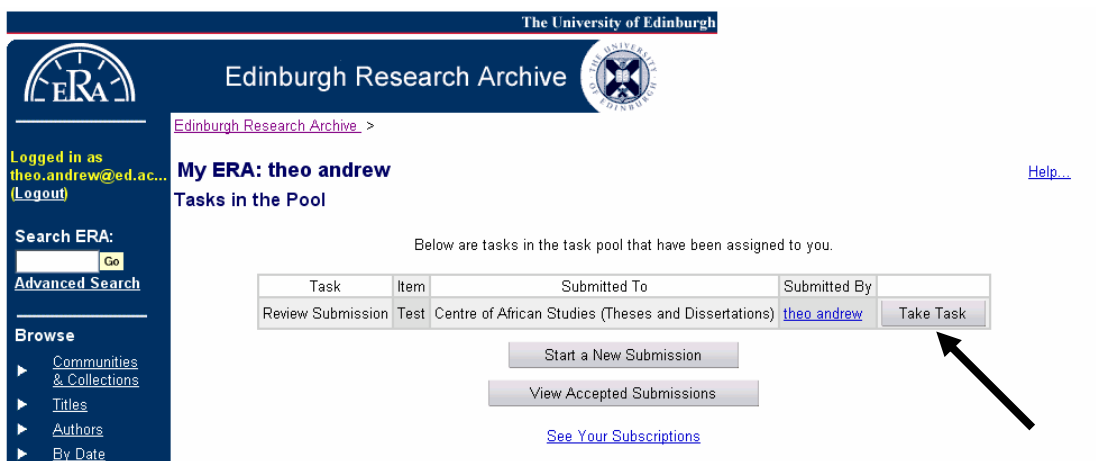 The University of Edinburgh
ERA
Edinburgh Research Archive
Edinburgh Research Archive >
Logged in as
theo.andrew@ed.ac...
(Logout)
My ERA: theo andrew
Help...
Tasks in the Pool
Search ERA:
Go
Advanced Search
Below are tasks in the task pool that have been assigned to you.
Task Item Submitted To Submitted By
Review Submission Test Centre of African Studies (Theses and Dissertations) theo andrew Take Task
Start a New Submission
View Accepted Submissions
See Your Subscriptions
Browse
Communities
& Collections
Titles
Authors
By Date